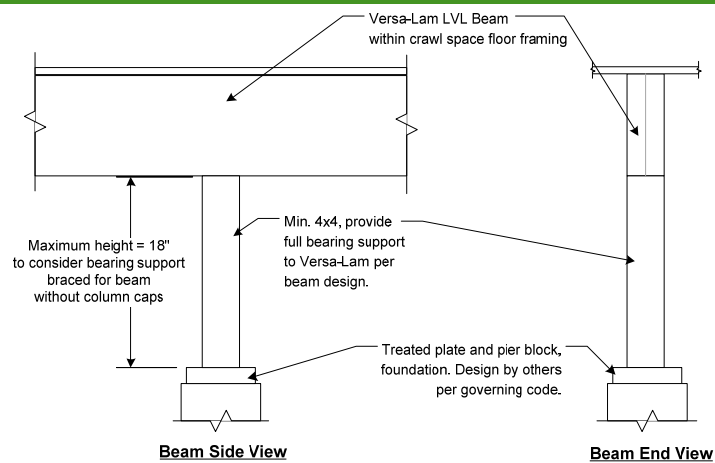 Versa-Lam LVL Beam
within crawl space floor framing
Maximum height = 18"
to consider bearing support
braced for beam
without column caps
Min. 4x4, provide
full bearing support
to Versa-Lam per
beam design.
Treated plate and pier block,
foundation. Design by others
per governing code.
Beam Side View
Beam End View